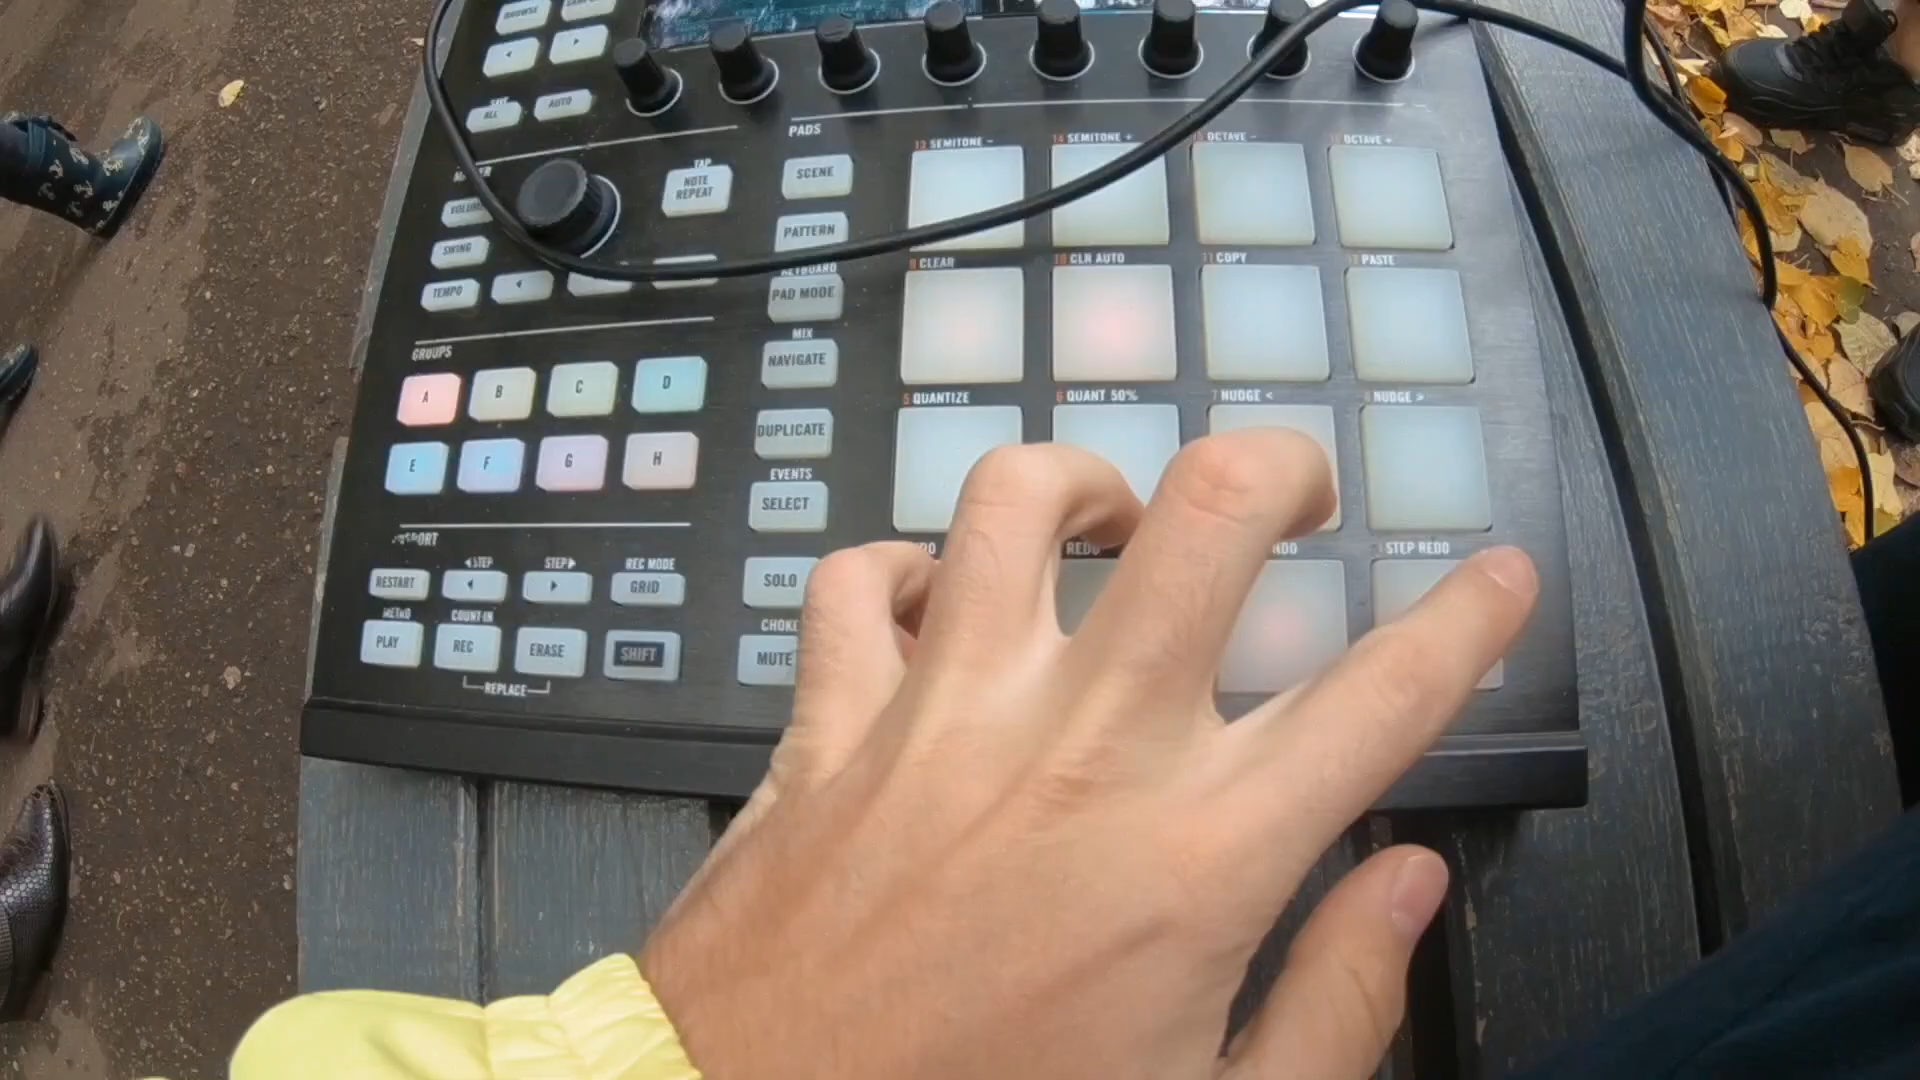 BROWSE
ALL
AUTO
VOLUME
SWING
TEMPO
TAP
NOTE
REPEAT
GROUPS
A
B
C
D
E
F
G
H
RESTART
◀STEP
STEP▶
REC MODE
GRID
METRO
PLAY
COUNT-IN
REC
ERASE
SHIFT
REPLACE
PADS
SCENE
PATTERN
KEYBOARD
PAD MODE
MIX
NAVIGATE
DUPLICATE
EVENTS
SELECT
SOLO
CHOKE
MUTE
13 SEMITONE -
14 SEMITONE +
15 OCTAVE -
16 OCTAVE +
9 CLEAR
10 CLR AUTO
11 COPY
12 PASTE
5 QUANTIZE
6 QUANT 50%
7 NUDGE <
8 NUDGE >
REDO
STEP REDO